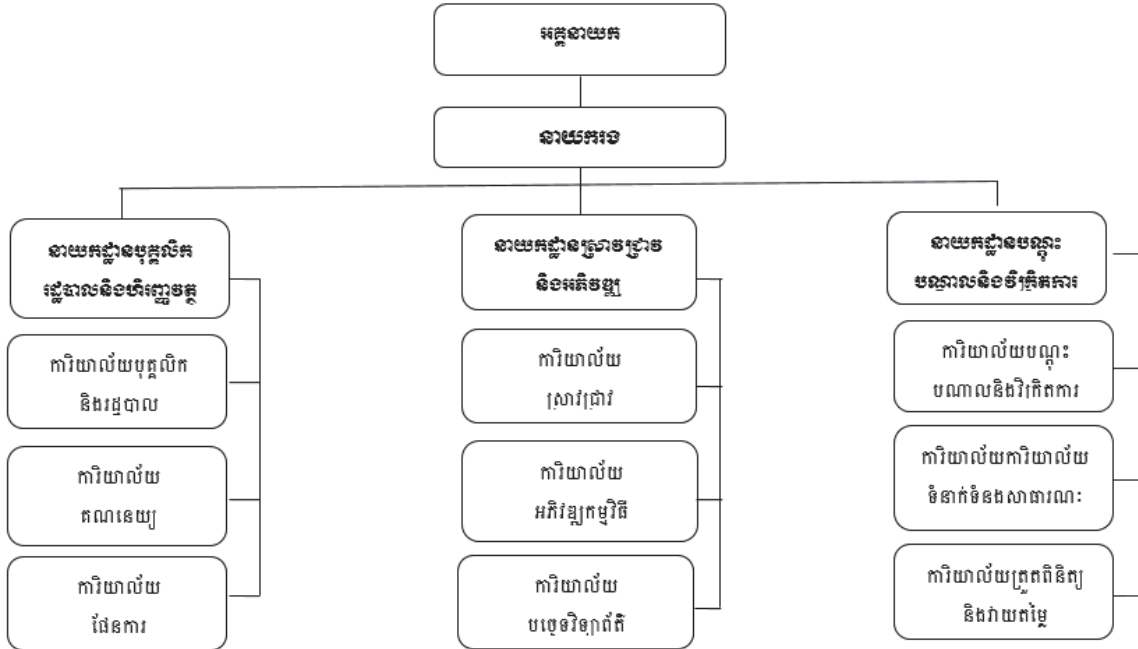 អគ្គនាយក
នាយករង
នាយកដ្ឋានបុគ្គលិក
រដ្ឋបាលនិងហិរញ្ញវត្ថុ
ការិយាល័យបុគ្គលិក
និងរដ្ឋបាល
ការិយាល័យ
គណនេយ្យ
ការិយាល័យ
ផែនការ
នាយកដ្ឋានស្រាវជ្រាវ
និងអភិវឌ្ឍ
ការិយាល័យ
ស្រាវជ្រាវ
ការិយាល័យ
អភិវឌ្ឍកម្មវិធី
ការិយាល័យ
បច្ចេទវិទ្យាព័ត៌
នាយកដ្ឋានបណ្តុះ
បណ្តាលនិងវិក្រិតការ
ការិយាល័យបណ្តុះ
បណាលនិងវិក្រិតការ
ការិយាល័យការិយាល័យ
ទំនាក់ទំនងសាធារណៈ
ការិយាល័យត្រួតពិនិត្យ
និងវាយតម្លៃ